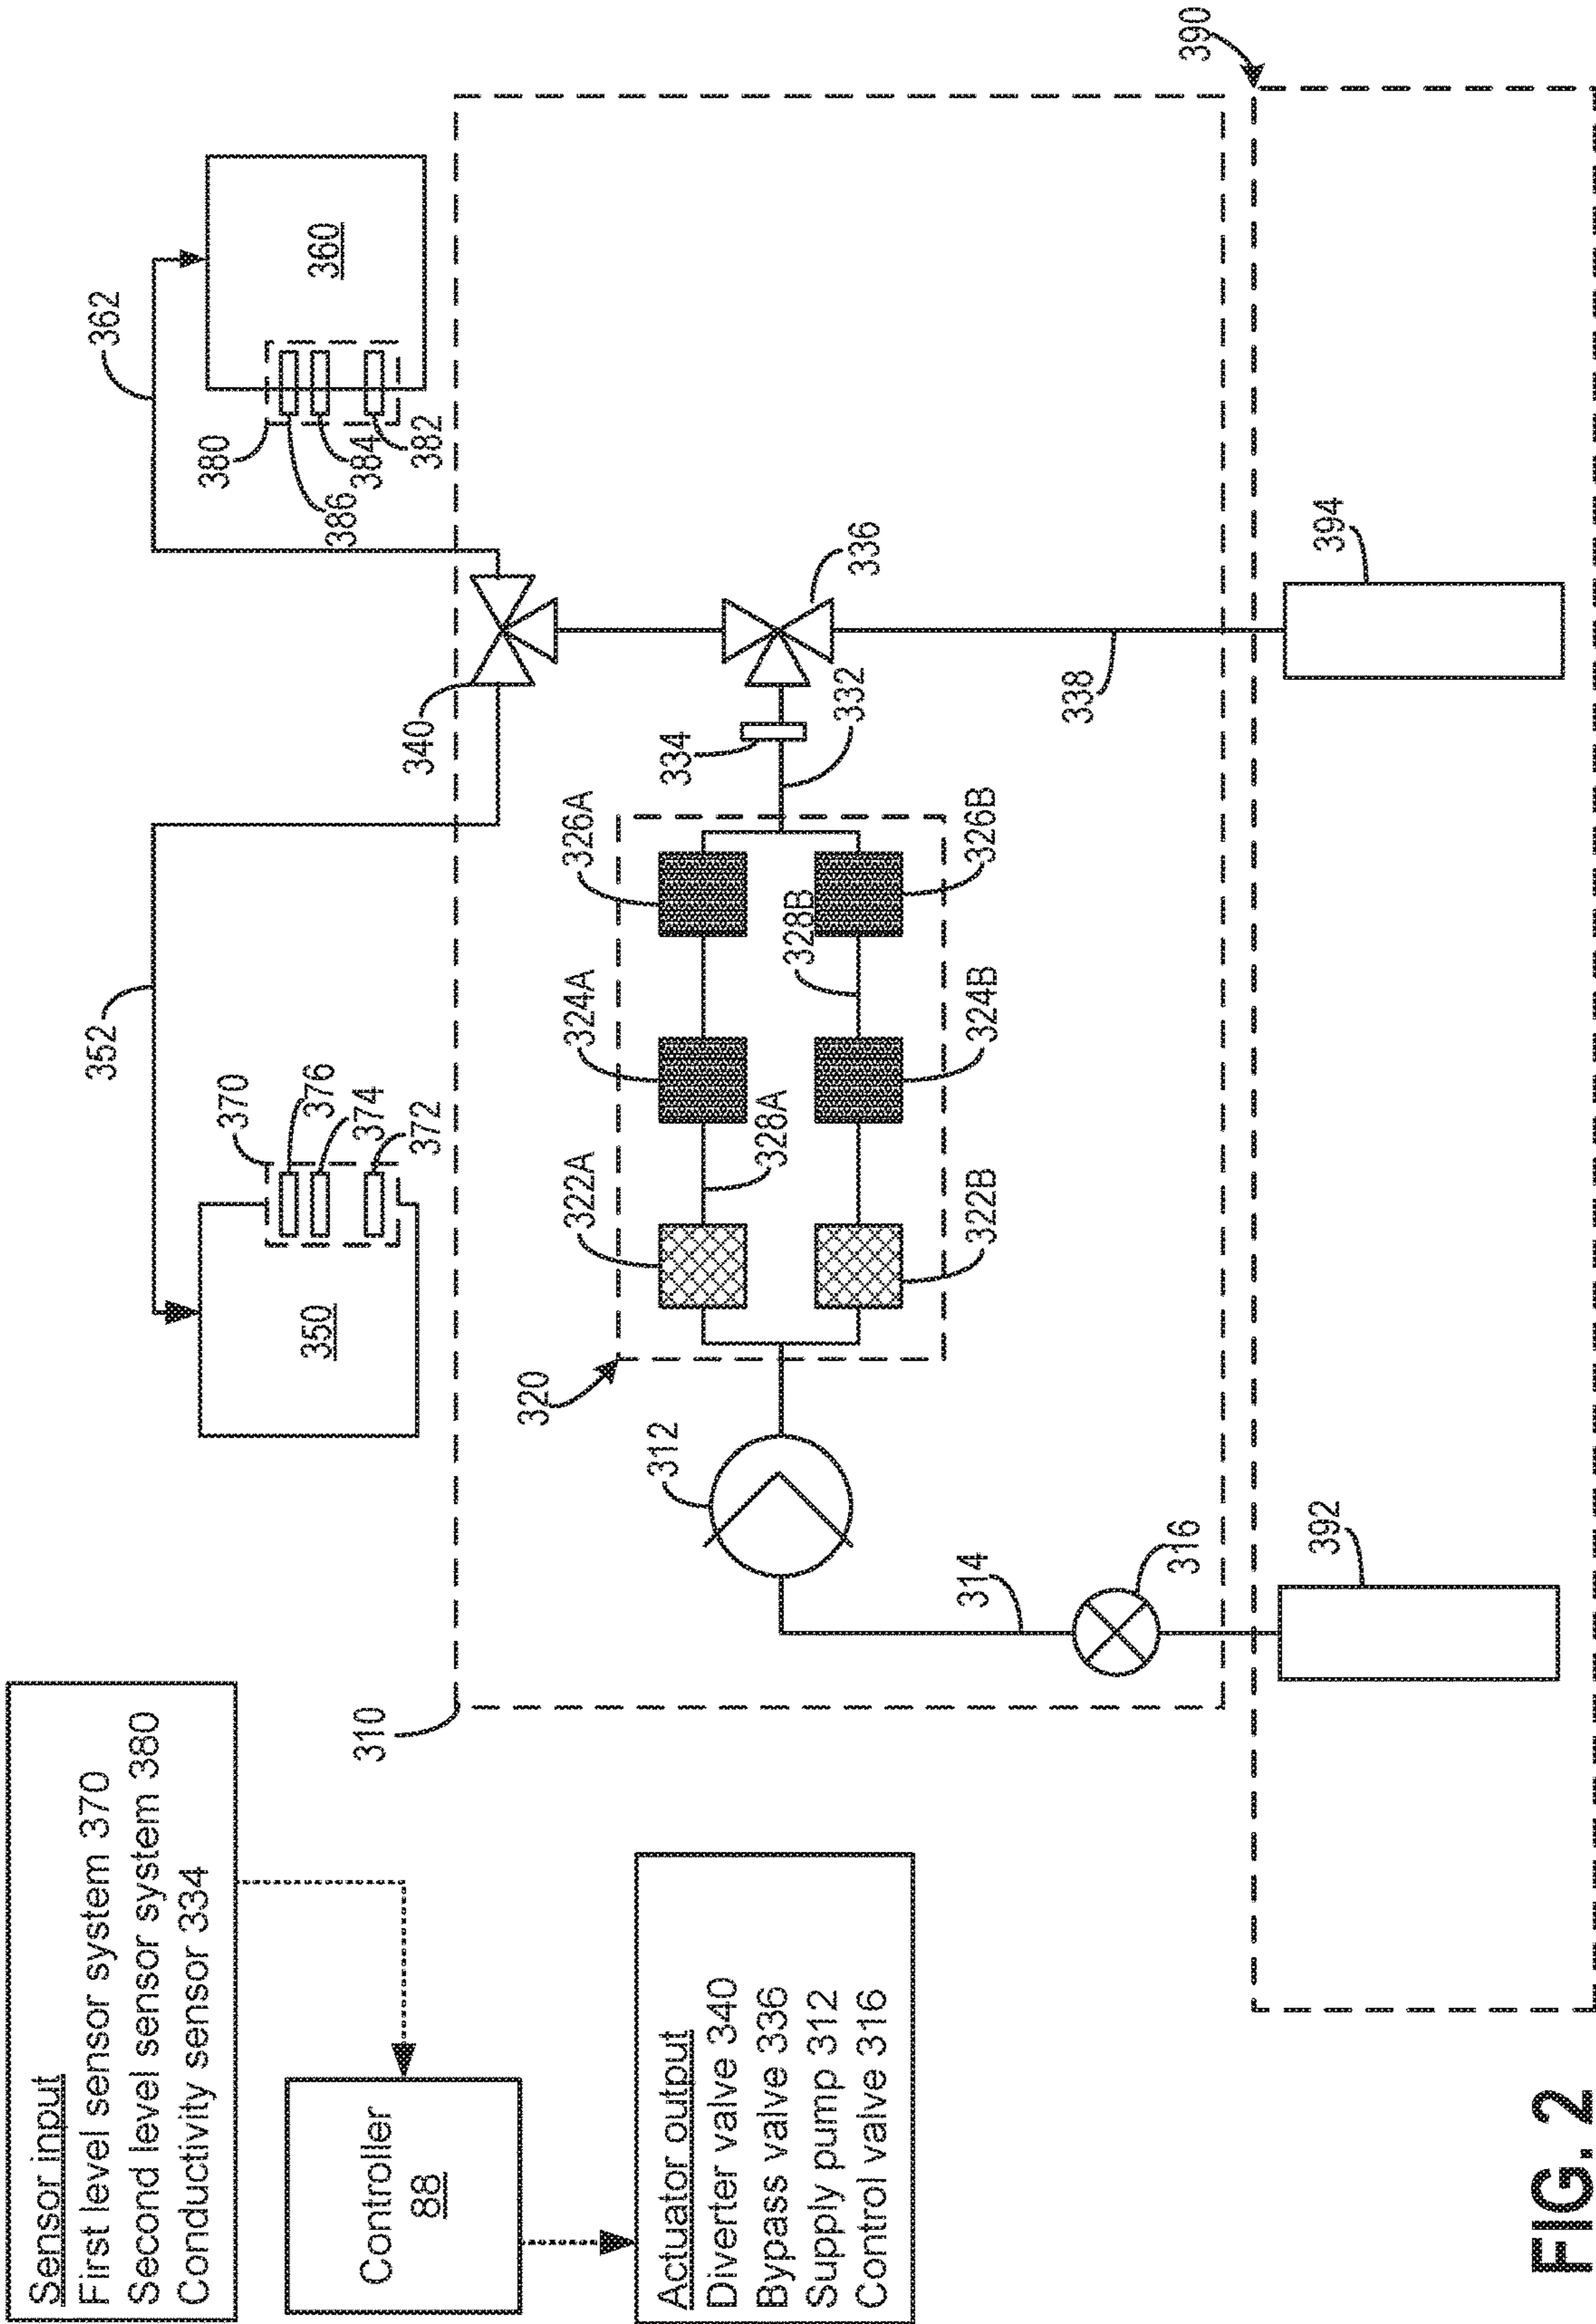 Sensor input
First level sensor system 370
Second level sensor system 380
Conductivity sensor 334
Controller
88
Actuator output
Diverter valve 340
Bypass valve 336
Supply pump 312
Control valve 316
352
362
370
376
374
372
350
380
386
384
382
360
310
340
320
312
322A
324A
326A
334
336
328A
328B
332
322B
324B
326B
338
314
316
390
392
394
FIG. 2